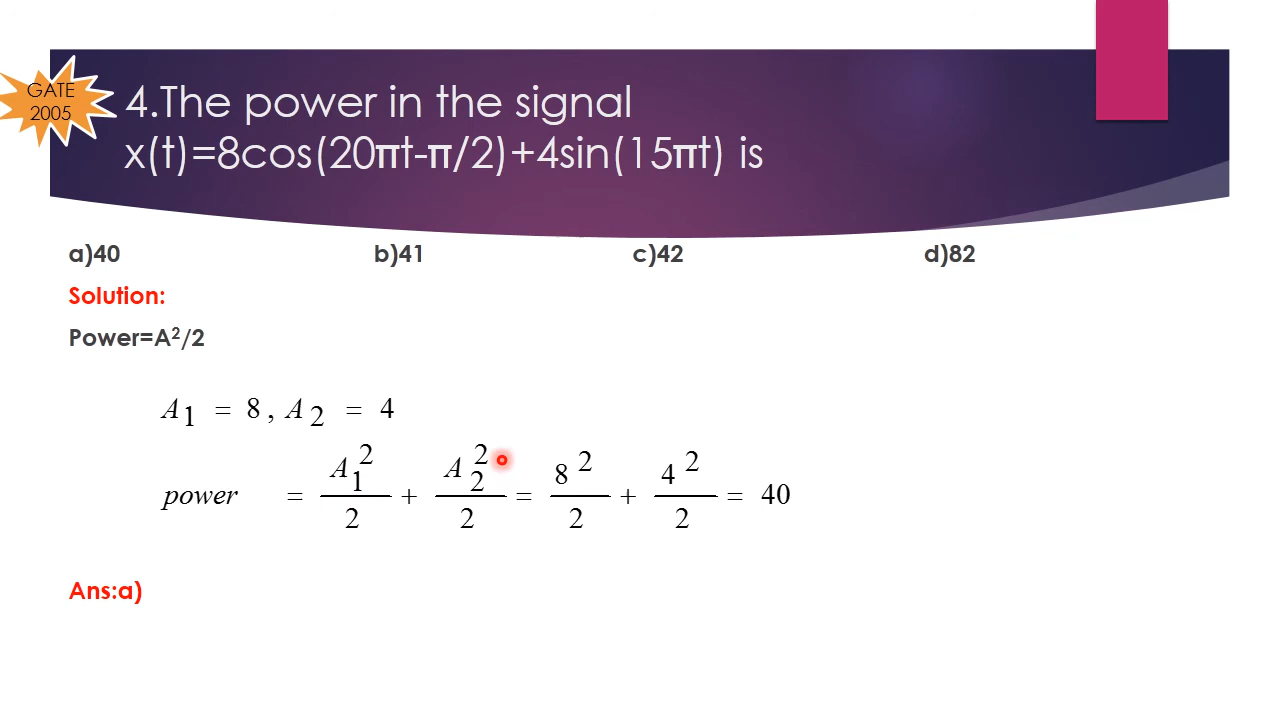 GATE
2005
4.The power in the signal
x(t)=8cos(20πt-π/2)+4sin(15πt) is
a)40 b)41 c)42 d)82
Solution:
Power=A²/2
A₁ = 8 , A₂ = 4
power = A₁²/2 + A₂²/2 = 8²/2 + 4²/2 = 40
Ans:a)